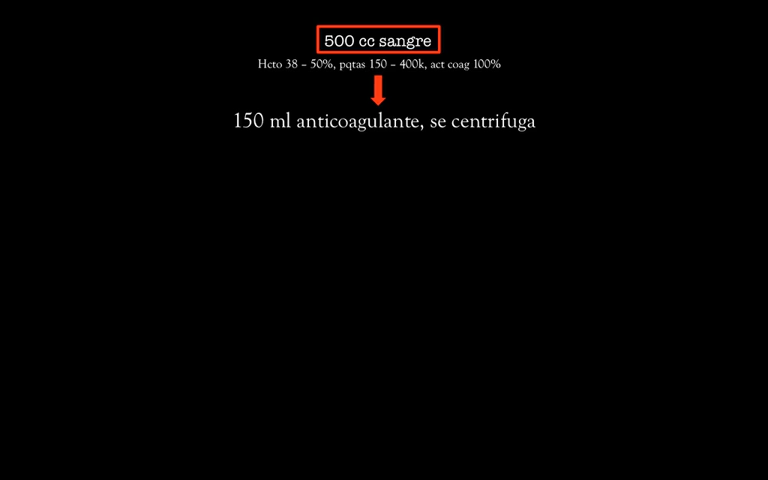 500 cc sangre
Hcto 38 – 50%, pqtas 150 – 400k, act coag 100%
150 ml anticoagulante, se centrifuga